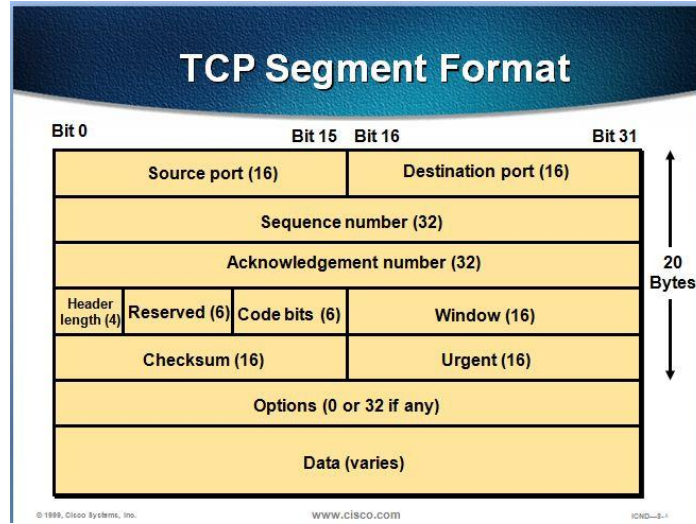 TCP Segment Format
Bit 0
Bit 15
Bit 16
Bit 31
Source port (16)
Destination port (16)
Sequence number (32)
Acknowledgement number (32)
20
Bytes
Header
length (4)
Reserved (6)
Code bits (6)
Window (16)
Checksum (16)
Urgent (16)
Options (0 or 32 if any)
Data (varies)
© 1999, Cisco Systems, Inc.
www.cisco.com